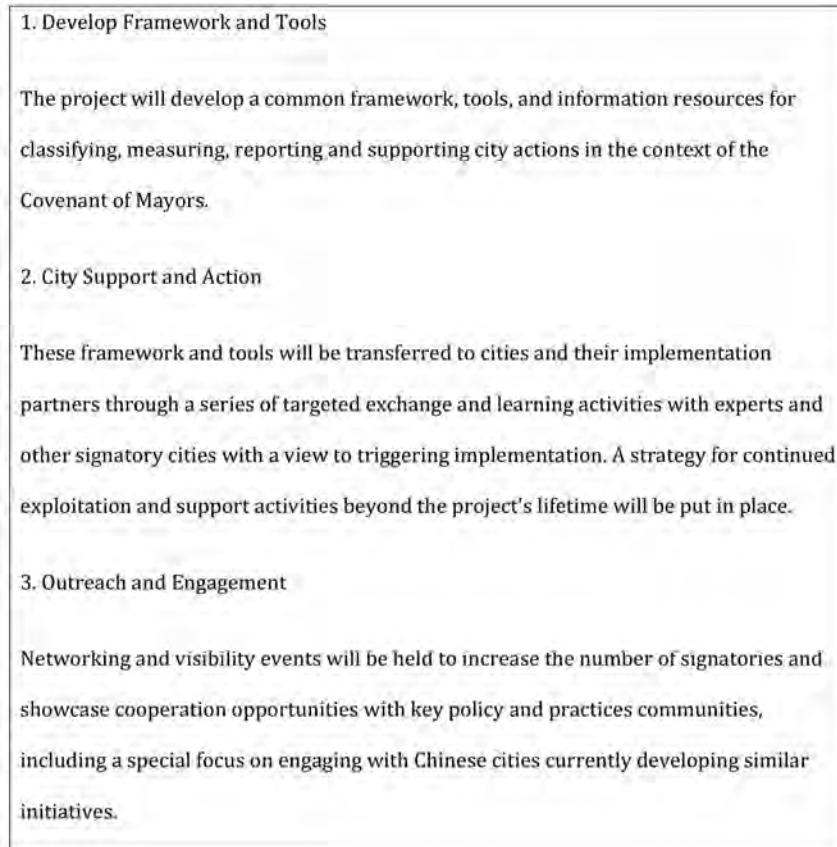 1. Develop Framework and Tools
The project will develop a common framework, tools, and information resources for
classifying, measuring, reporting and supporting city actions in the context of the
Covenant of Mayors.
2. City Support and Action
These framework and tools will be transferred to cities and their implementation
partners through a series of targeted exchange and learning activities with experts and
other signatory cities with a view to triggering implementation. A strategy for continued
exploitation and support activities beyond the project's lifetime will be put in place.
3. Outreach and Engagement
Networking and visibility events will be held to increase the number of signatories and
showcase cooperation opportunities with key policy and practices communities,
including a special focus on engaging with Chinese cities currently developing similar
initiatives.